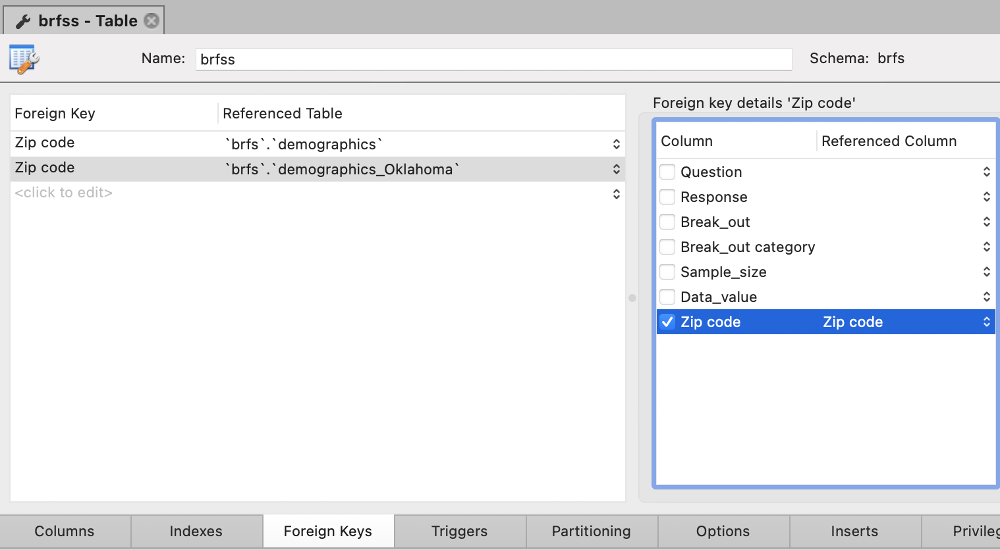 brfss - Table
Name: brfss Schema: brfs
Foreign Key Referenced Table
Zip code `brfs`.`demographics`
Zip code `brfs`.`demographics_Oklahoma`
<click to edit>
Foreign key details 'Zip code'
Column Referenced Column
Question
Response
Break_out
Break_out category
Sample_size
Data_value
Zip code Zip code
Columns Indexes Foreign Keys Triggers Partitioning Options Inserts Privileg